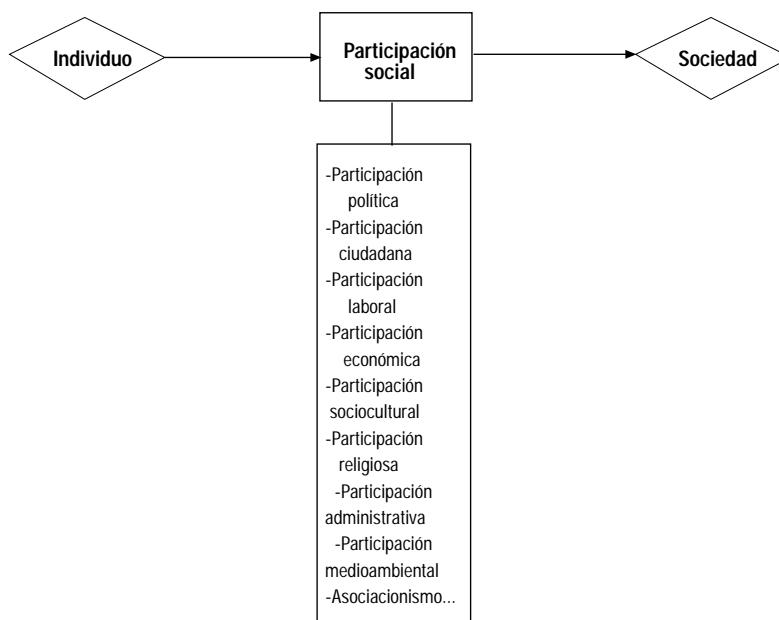 Individuo
Participación
social
Sociedad
-Participación
política
-Participación
ciudadana
-Participación
laboral
-Participación
económica
-Participación
sociocultural
-Participación
religiosa
-Participación
administrativa
-Participación
medioambiental
-Asociacionismo...